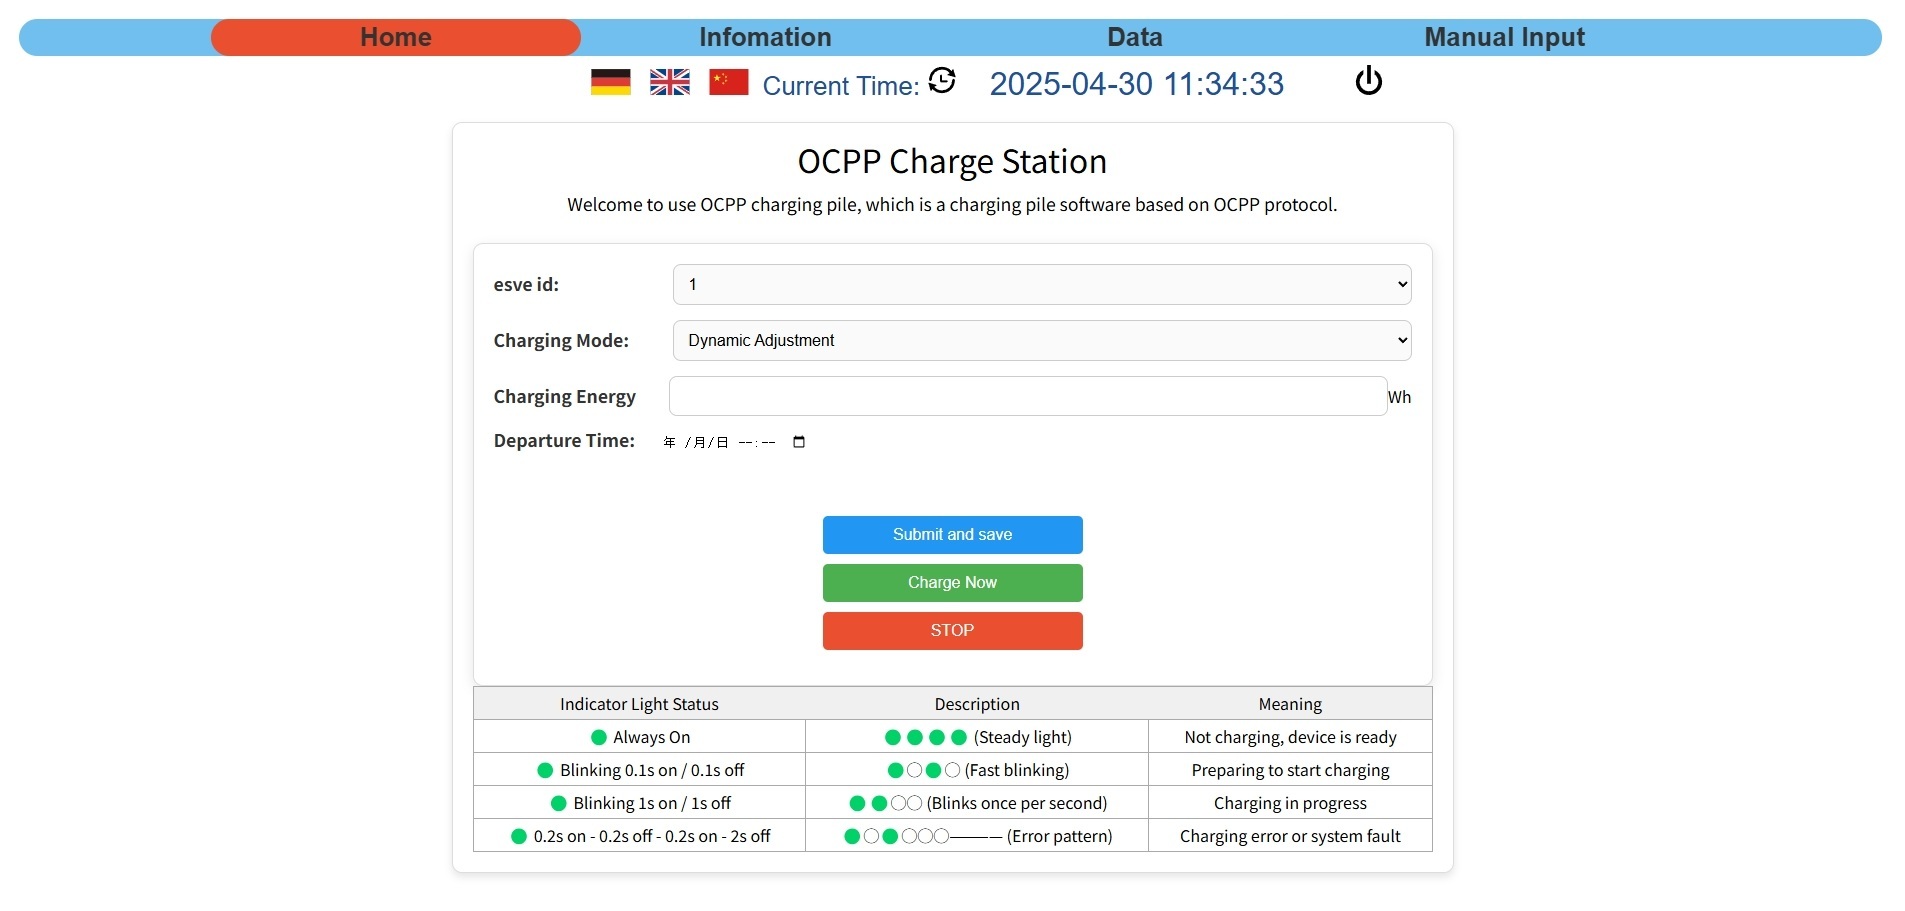 Home Infomation Data Manual Input
Current Time: 2025-04-30 11:34:33
OCPP Charge Station
Welcome to use OCPP charging pile, which is a charging pile software based on OCPP protocol.
esve id: 1
Charging Mode: Dynamic Adjustment
Charging Energy Wh
Departure Time: 年 /月/日 --:--
Submit and save
Charge Now
STOP
Indicator Light Status Description Meaning
Always On (Steady light) Not charging, device is ready
Blinking 0.1s on / 0.1s off (Fast blinking) Preparing to start charging
Blinking 1s on / 1s off (Blinks once per second) Charging in progress
0.2s on - 0.2s off - 0.2s on - 2s off ——— (Error pattern) Charging error or system fault